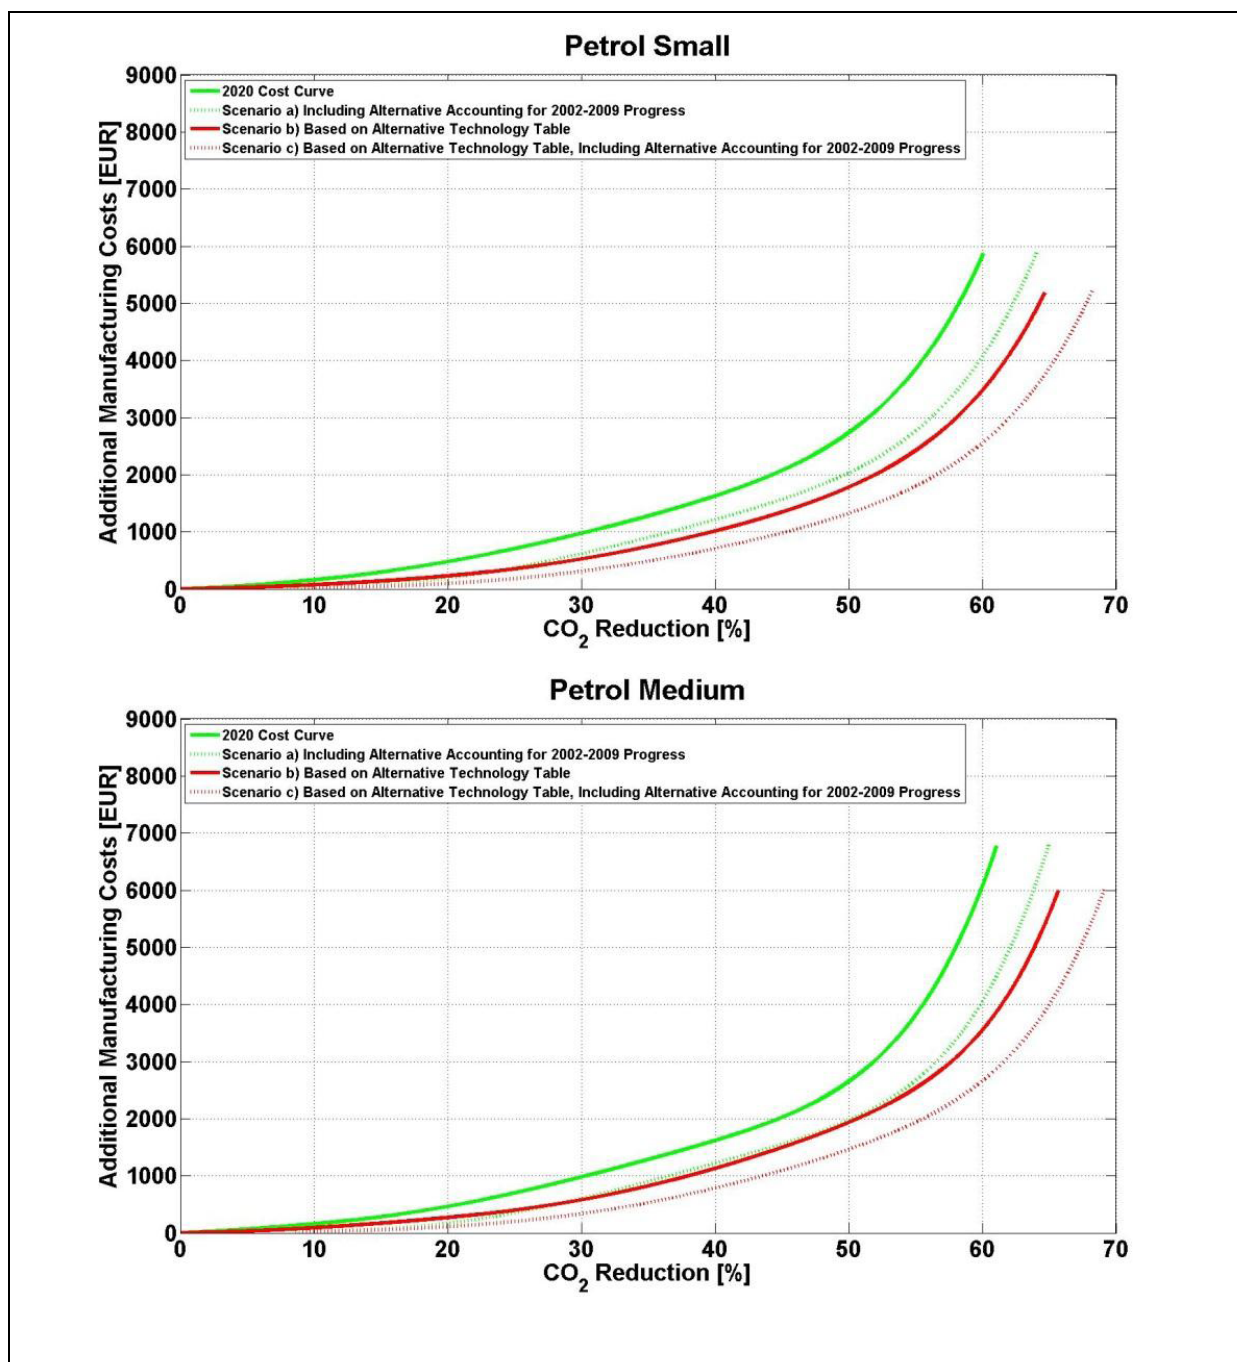 Petrol Small
9000
8000
7000
6000
5000
4000
3000
2000
1000
0
Additional Manufacturing Costs [EUR]
2020 Cost Curve
Scenario a) Including Alternative Accounting for 2002-2009 Progress
Scenario b) Based on Alternative Technology Table
Scenario c) Based on Alternative Technology Table, Including Alternative Accounting for 2002-2009 Progress
0 10 20 30 40 50 60 70
CO2 Reduction [%]
Petrol Medium
9000
8000
7000
6000
5000
4000
3000
2000
1000
0
Additional Manufacturing Costs [EUR]
2020 Cost Curve
Scenario a) Including Alternative Accounting for 2002-2009 Progress
Scenario b) Based on Alternative Technology Table
Scenario c) Based on Alternative Technology Table, Including Alternative Accounting for 2002-2009 Progress
0 10 20 30 40 50 60 70
CO2 Reduction [%]